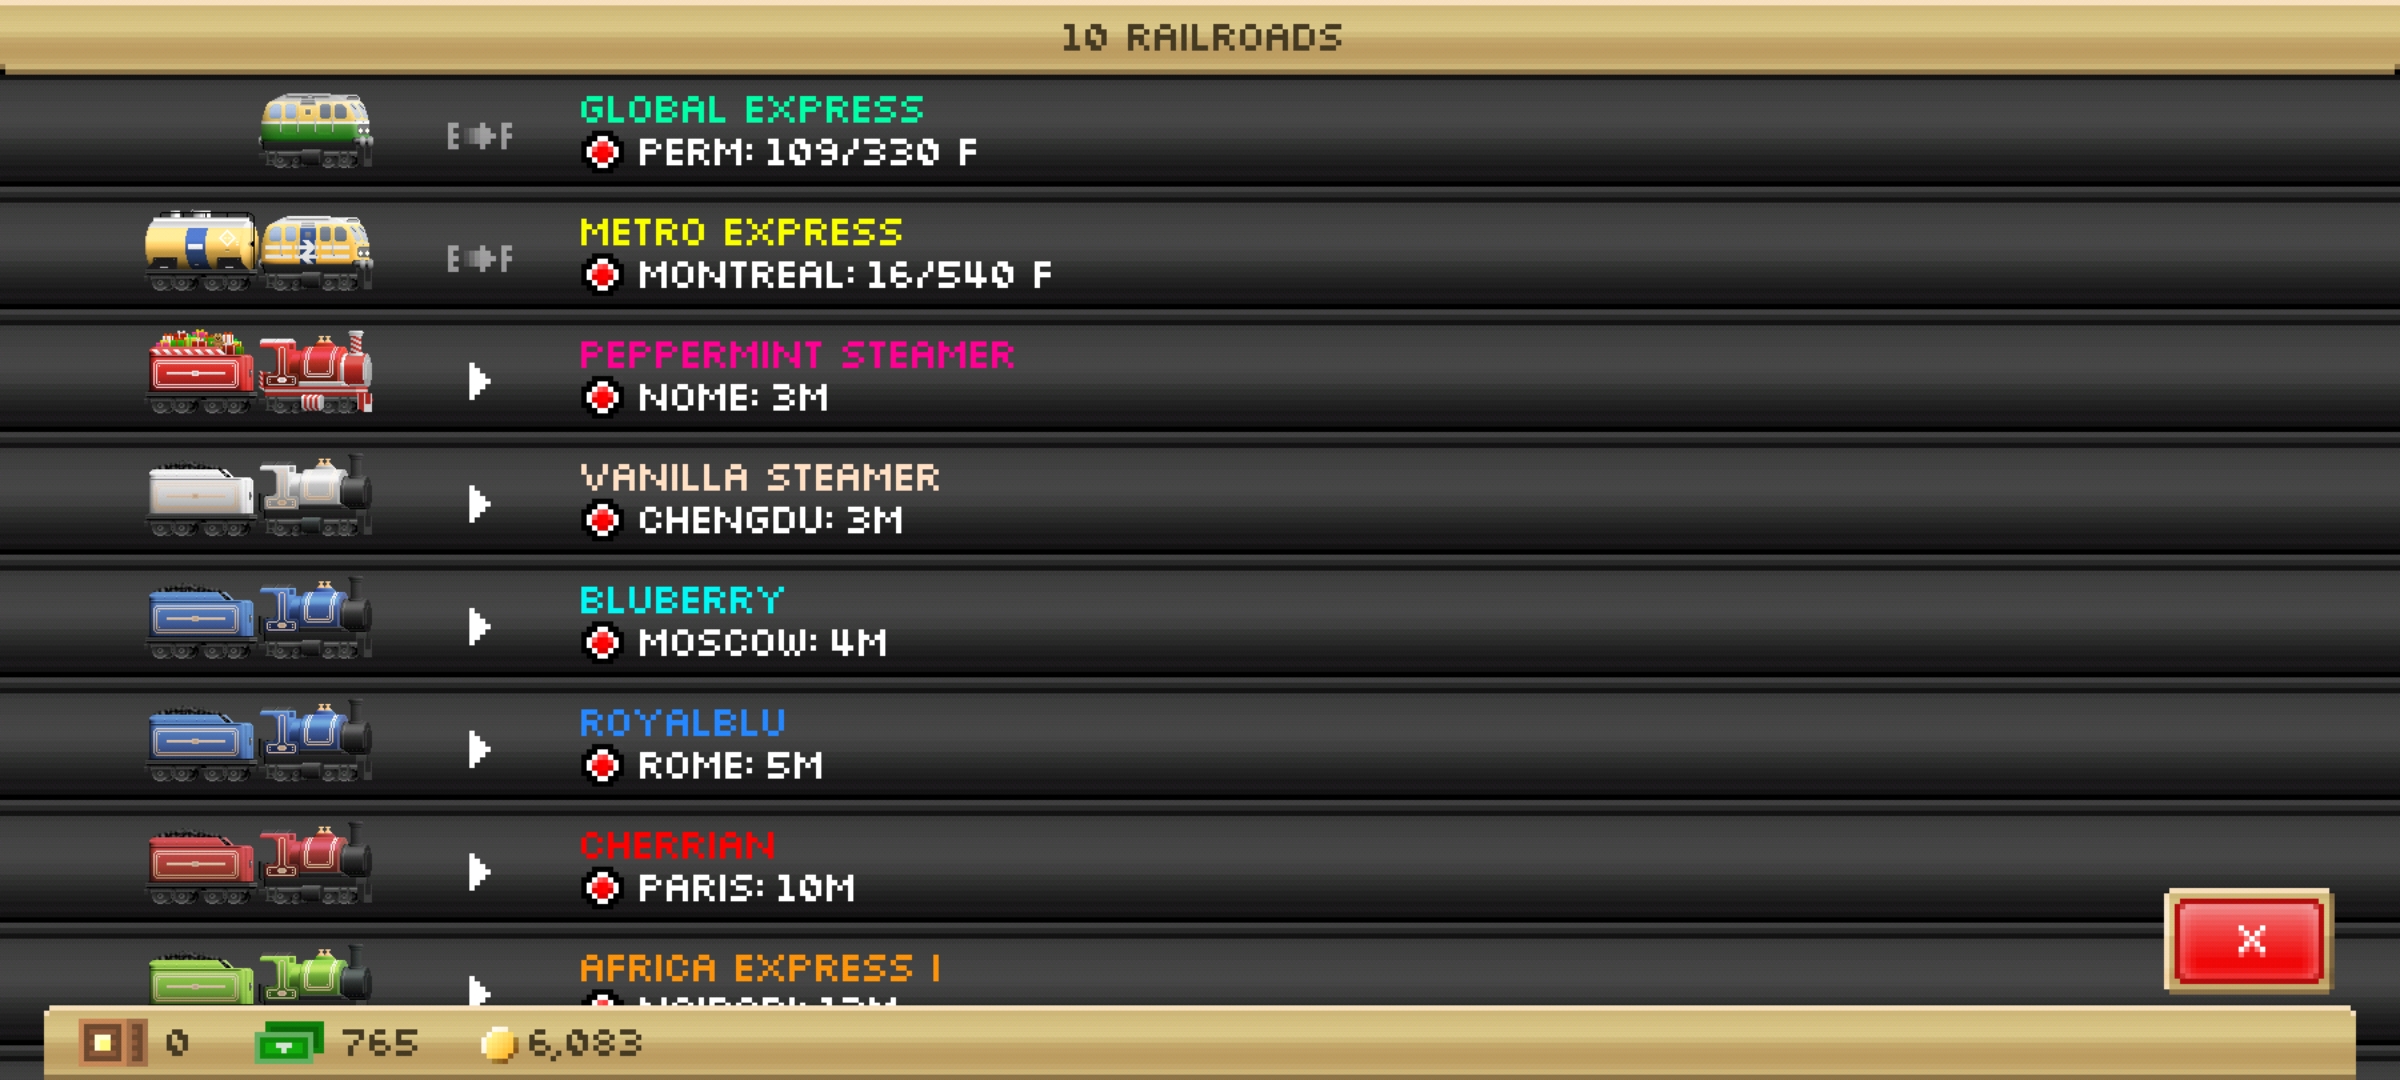 10 RAILROADS
GLOBAL EXPRESS
E F
PERM: 109/330 F
METRO EXPRESS
E F
MONTREAL: 16/540 F
PEPPERMINT STEAMER
NOME: 3M
VANILLA STEAMER
CHENGDU: 3M
BLUBERRY
MOSCOW: 4M
ROYALBLU
ROME: 5M
CHERRIAN
PARIS: 10M
X
AFRICA EXPRESS I
0 765 6,083